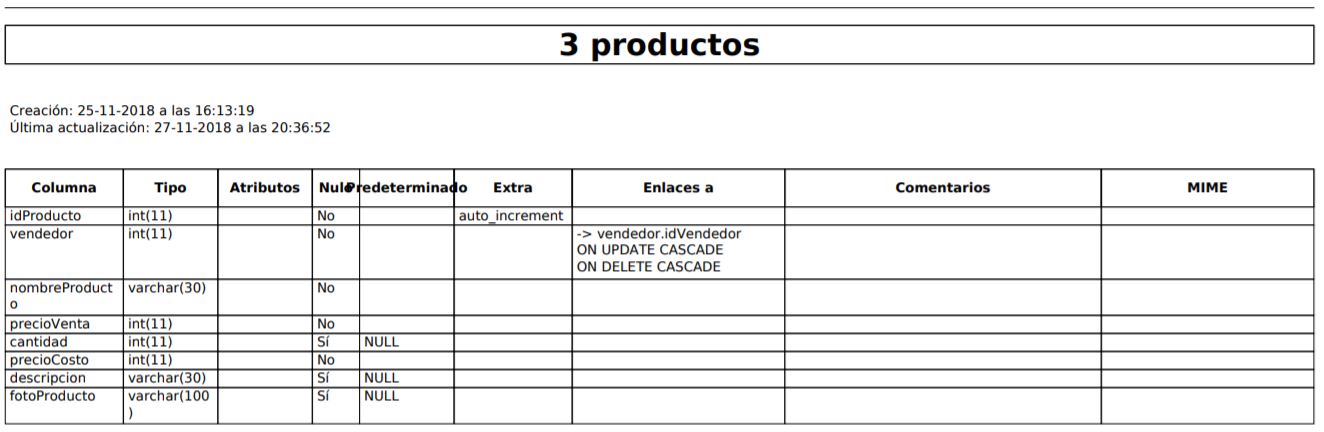 3 productos
Creación: 25-11-2018 a las 16:13:19
Última actualización: 27-11-2018 a las 20:36:52
Columna Tipo Atributos Nulo Predeterminado Extra Enlaces a Comentarios MIME
idProducto int(11) No auto_increment
vendedor int(11) No -> vendedor.idVendedor
ON UPDATE CASCADE
ON DELETE CASCADE
nombreProduct varchar(30) No
o
precioVenta int(11) No
cantidad int(11) Sí NULL
precioCosto int(11) No
descripcion varchar(30) Sí NULL
fotoProducto varchar(100 Sí NULL
)